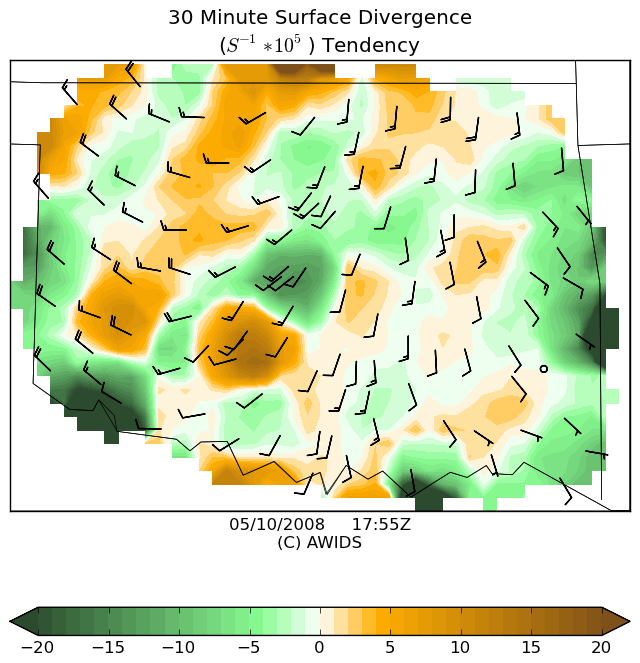 30 Minute Surface Divergence
(S⁻¹ *10⁵ ) Tendency
05/10/2008 17:55Z
(C) AWIDS
−20 −15 −10 −5 0 5 10 15 20